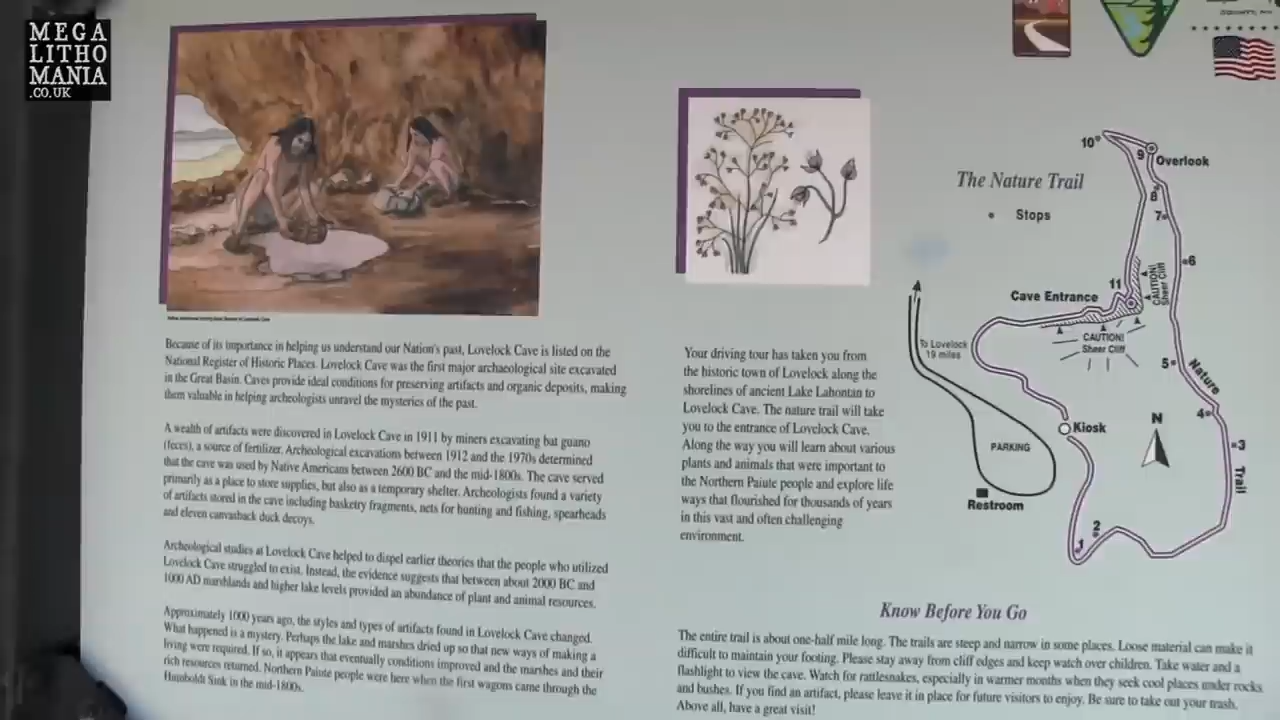 MEGA
LITHO
MANIA
.CO.UK
Because of its importance in helping us understand our Nation's past, Lovelock Cave is listed on the
National Register of Historic Places. Lovelock Cave was the first major archaeological site excavated
in the Great Basin. Caves provide ideal conditions for preserving artifacts and organic deposits, making
them valuable in helping archeologists unravel the mysteries of the past.
A wealth of artifacts were discovered in Lovelock Cave in 1911 by miners excavating bat guano
(feces), a source of fertilizer. Archeological excavations between 1912 and the 1970s determined
that the cave was used by Native Americans between 2600 BC and the mid-1800s. The cave served
primarily as a place to store supplies, but also as a temporary shelter. Archeologists found a variety
of artifacts stored in the cave including basketry fragments, nets for hunting and fishing, spearheads
and eleven canvasback duck decoys.
Archeological studies at Lovelock Cave helped to dispel earlier theories that the people who utilized
Lovelock Cave struggled to exist. Instead, the evidence suggests that between about 2000 BC and
1000 AD marshlands and higher lake levels provided an abundance of plant and animal resources.
Approximately 1000 years ago, the styles and types of artifacts found in Lovelock Cave changed.
What happened is a mystery. Perhaps the lake and marshes dried up so that new ways of making a
living were required. If so, it appears that eventually conditions improved and the marshes and their
rich resources returned. Northern Paiute people were here when the first wagons came through the
Humboldt Sink in the mid-1800s.
Your driving tour has taken you from
the historic town of Lovelock along the
shorelines of ancient Lake Lahontan to
Lovelock Cave. The nature trail will take
you to the entrance of Lovelock Cave.
Along the way you will learn about various
plants and animals that were important to
the Northern Paiute people and explore life
ways that flourished for thousands of years
in this vast and often challenging
environment.
The Nature Trail
Stops
10
9
Overlook
8
7
6
11
Cave Entrance
CAUTION!
Sheer Cliff
CAUTION!
Sheer Cliff
To Lovelock
19 miles
5
Nature
4
Kiosk
N
3
PARKING
Trail
Restroom
2
1
Know Before You Go
The entire trail is about one-half mile long. The trails are steep and narrow in some places. Loose material can make it
difficult to maintain your footing. Please stay away from cliff edges and keep watch over children. Take water and a
flashlight to view the cave. Watch for rattlesnakes, especially in warmer months when they seek cool places under rocks
and bushes. If you find an artifact, please leave it in place for future visitors to enjoy. Be sure to take out your trash.
Above all, have a great visit!